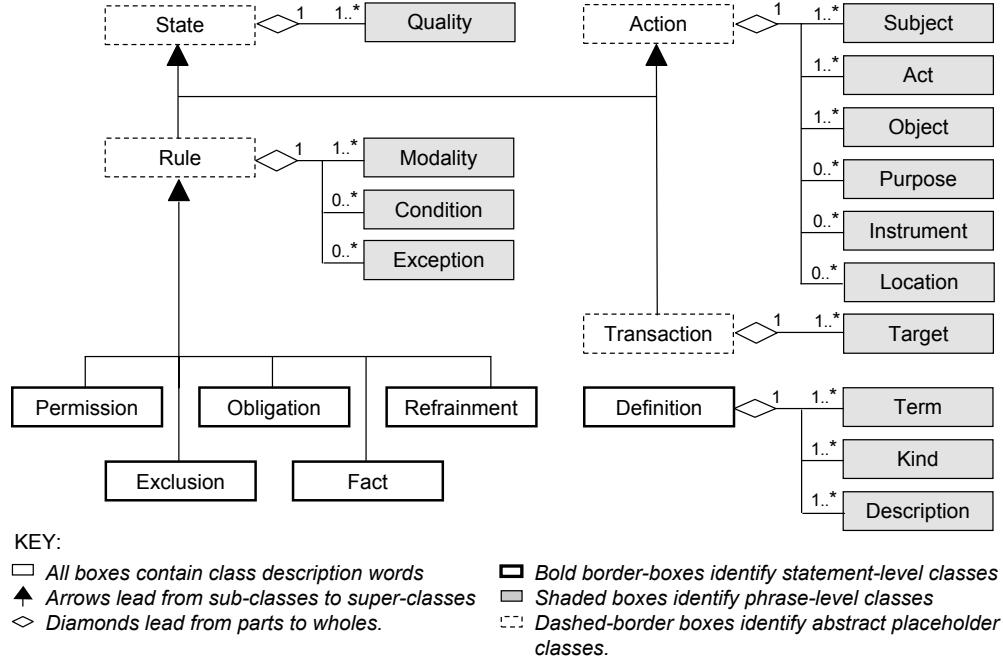 State 1 1..* Quality
Action 1 1..* Subject
1..* Act
1..* Object
Rule 1 1..* Modality
0..* Purpose
0..* Condition
0..* Instrument
0..* Exception
0..* Location
Transaction 1 1..* Target
Permission Obligation Refrainment
Definition 1 1..* Term
1..* Kind
Exclusion Fact
1..* Description
KEY:
All boxes contain class description words
Arrows lead from sub-classes to super-classes
Diamonds lead from parts to wholes.
Bold border-boxes identify statement-level classes
Shaded boxes identify phrase-level classes
Dashed-border boxes identify abstract placeholder
classes.